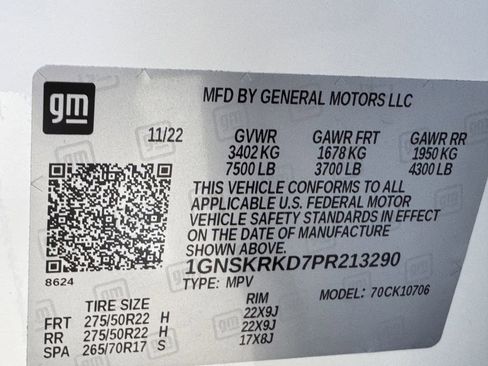 gm
MFD BY GENERAL MOTORS LLC
11/22 GVWR GAWR FRT GAWR RR
3402 KG 1678 KG 1950 KG
7500 LB 3700 LB 4300 LB
THIS VEHICLE CONFORMS TO ALL
APPLICABLE U.S. FEDERAL MOTOR
VEHICLE SAFETY STANDARDS IN EFFECT
ON THE DATE OF MANUFACTURE
SHOWN ABOVE.
1GNSKRKD7PR213290
8624
TYPE: MPV MODEL: 70CK10706
TIRE SIZE RIM
FRT 275/50R22 H 22X9J
RR 275/50R22 H 22X9J
SPA 265/70R17 S 17X8J